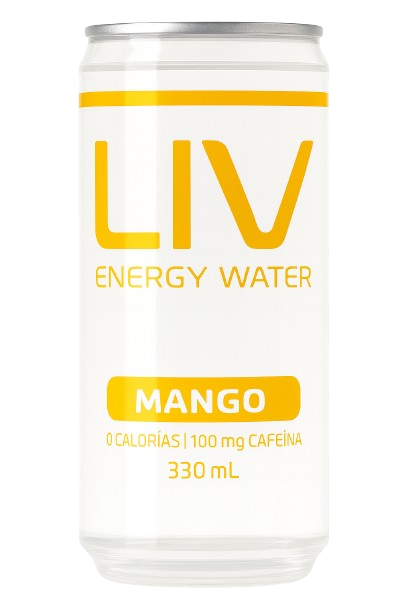 LIV
ENERGY WATER
MANGO
0 CALORÍAS | 100 mg CAFEÍNA
330 mL